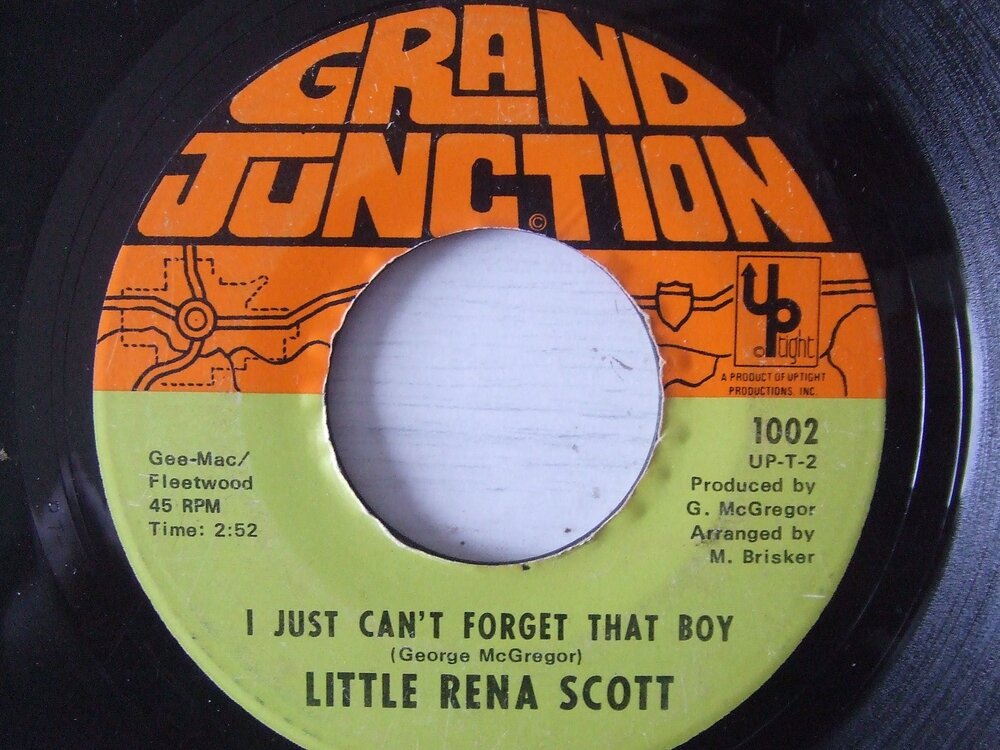 GRAND
JUNCTION
©
Up
© tight
A PRODUCT OF UPTIGHT
PRODUCTIONS, INC.
1002
UP-T-2
Produced by
G. McGregor
Arranged by
M. Brisker
Gee-Mac/
Fleetwood
45 RPM
Time: 2:52
I JUST CAN'T FORGET THAT BOY
(George McGregor)
LITTLE RENA SCOTT